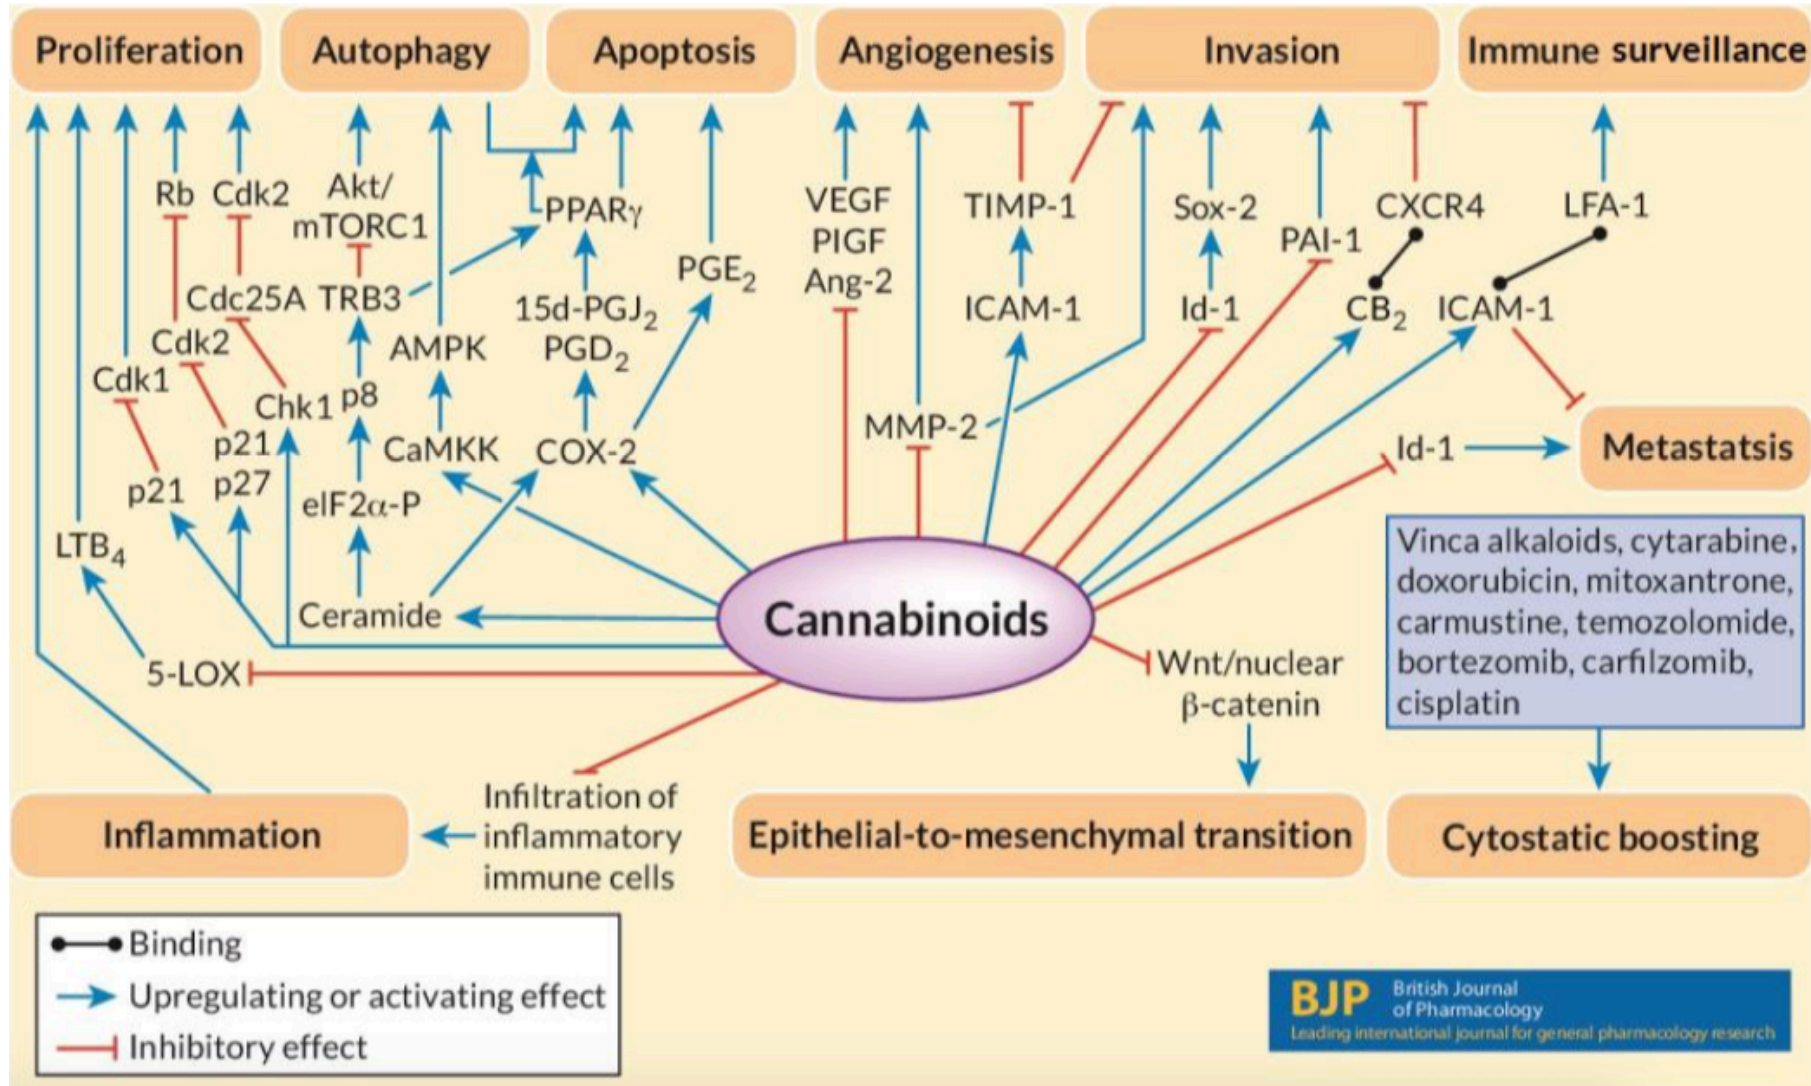 Proliferation
Autophagy
Apoptosis
Angiogenesis
Invasion
Immune surveillance
Rb
Cdk2
Akt/
mTORC1
PPARγ
VEGF
PIGF
Ang-2
TIMP-1
Sox-2
PAI-1
CXCR4
LFA-1
Cdc25A
TRB3
15d-PGJ2
PGD2
PGE2
ICAM-1
Id-1
CB2
ICAM-1
Cdk2
Cdk1
Chk1
p8
AMPK
p21
p27
p21
CaMKK
COX-2
MMP-2
Id-1
Metastatsis
eIF2α-P
LTB4
Ceramide
Cannabinoids
5-LOX
Vinca alkaloids, cytarabine,
doxorubicin, mitoxantrone,
carmustine, temozolomide,
bortezomib, carfilzomib,
cisplatin
Wnt/nuclear
β-catenin
Inflammation
Infiltration of
inflammatory
immune cells
Epithelial-to-mesenchymal transition
Cytostatic boosting
Binding
Upregulating or activating effect
Inhibitory effect
BJP
British Journal
of Pharmacology
Leading international journal for general pharmacology research